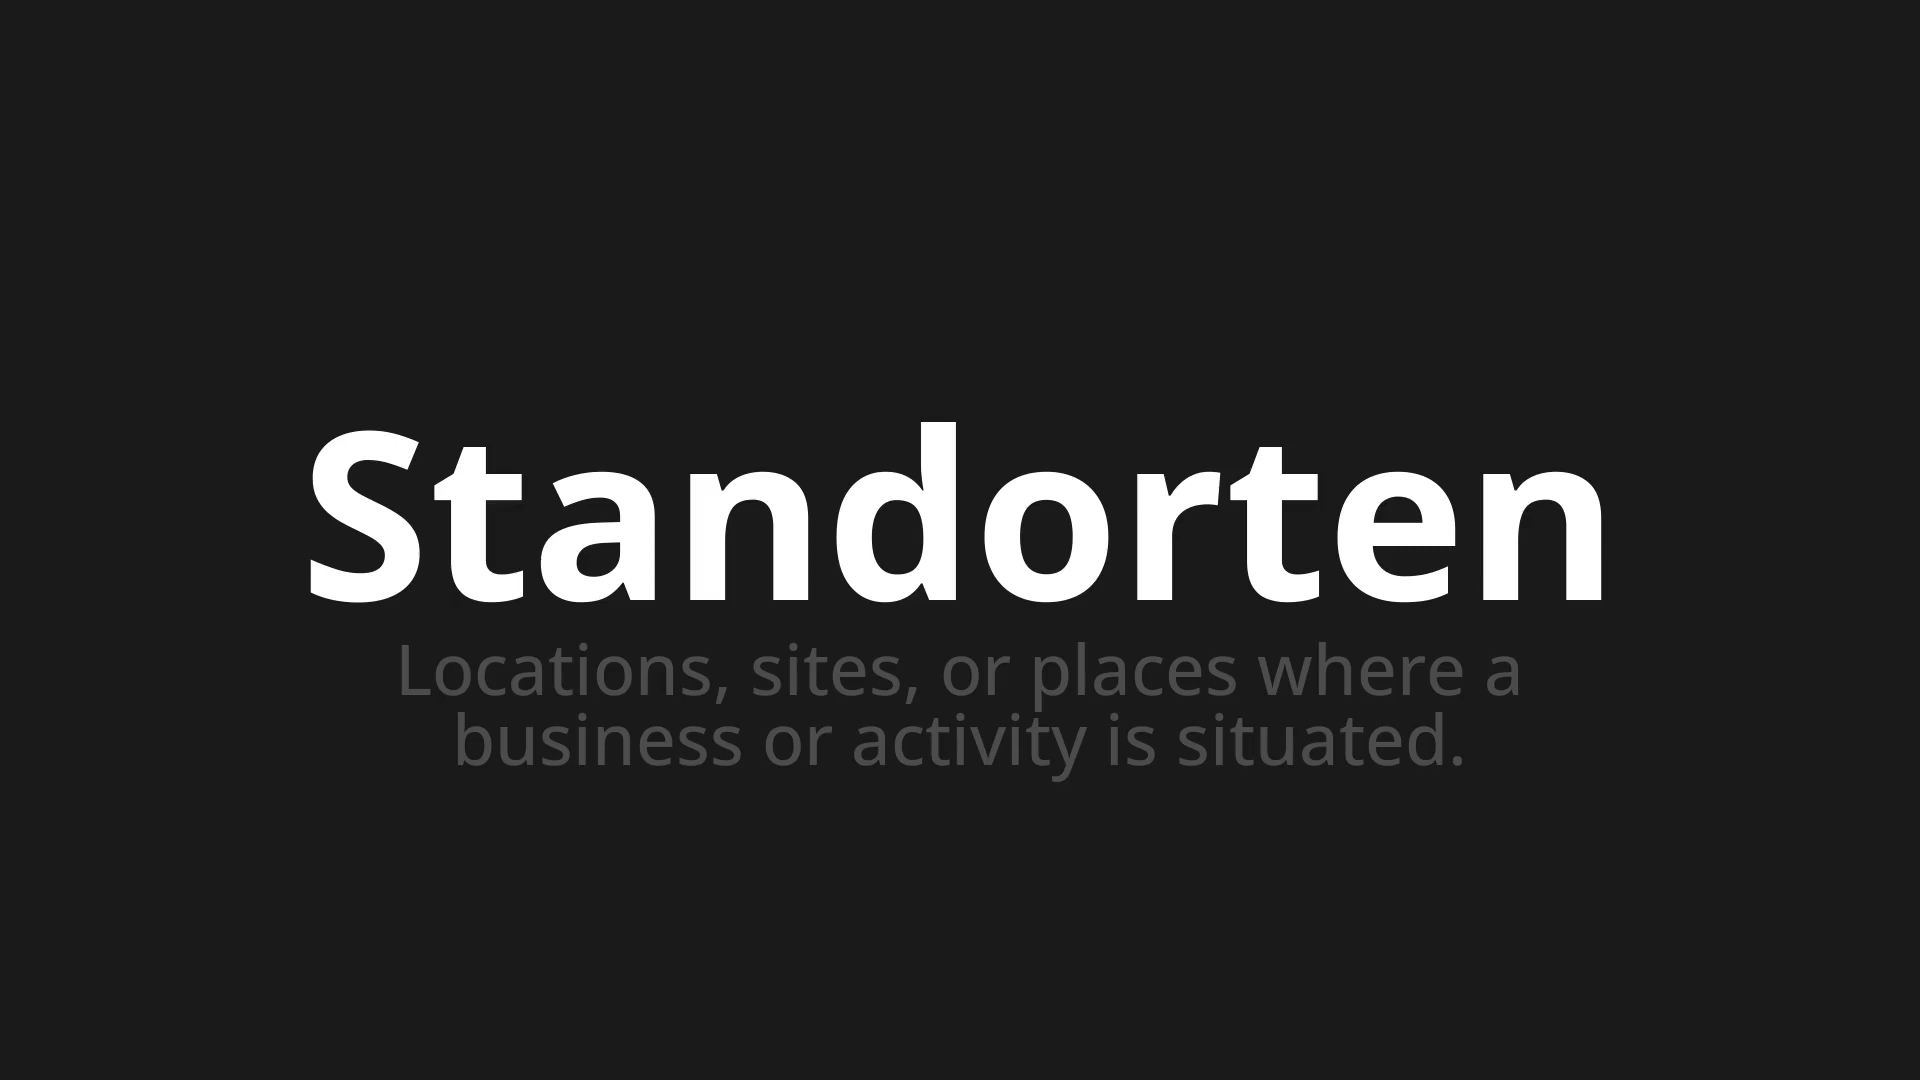 Standorten
Locations, sites, or places where a
business or activity is situated.